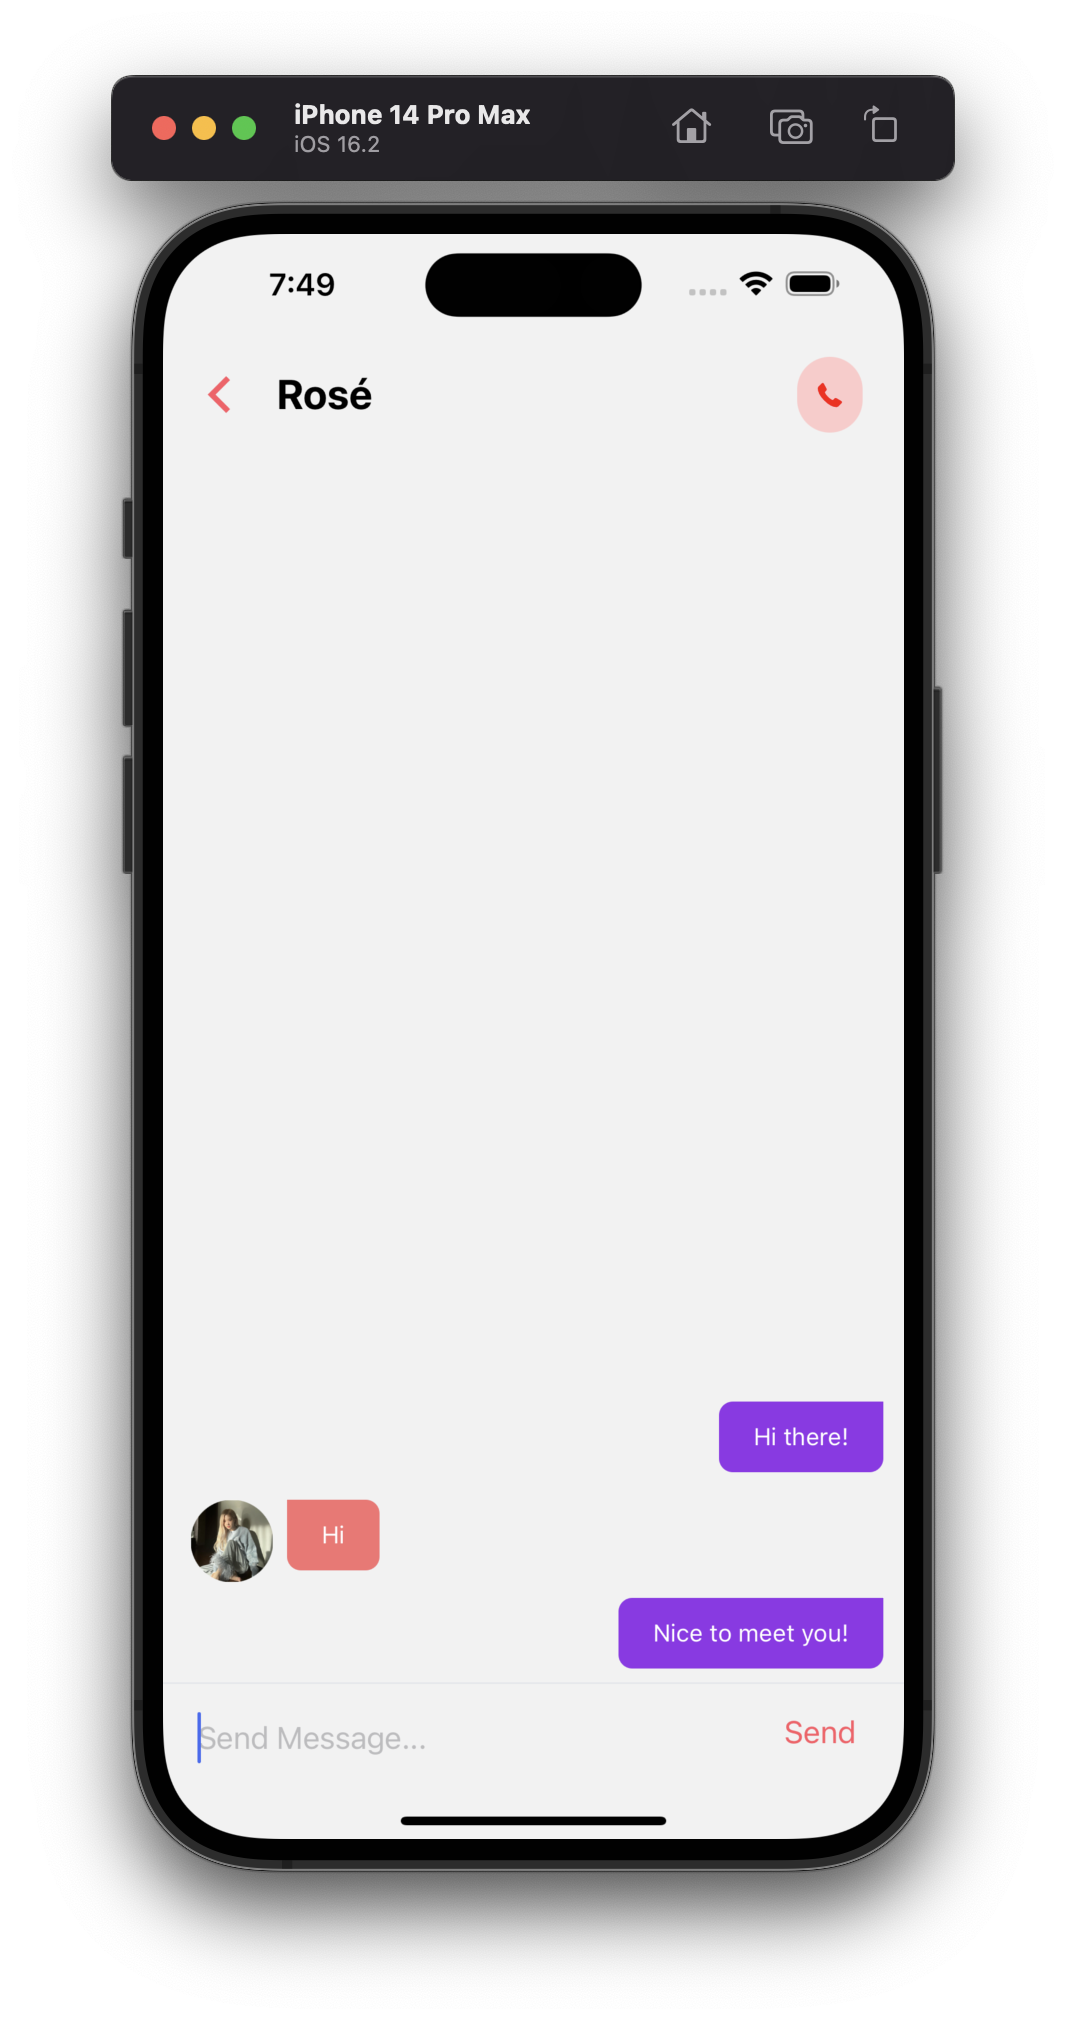 iPhone 14 Pro Max
iOS 16.2
7:49
Rosé
Hi there!
Hi
Nice to meet you!
Send Message...
Send